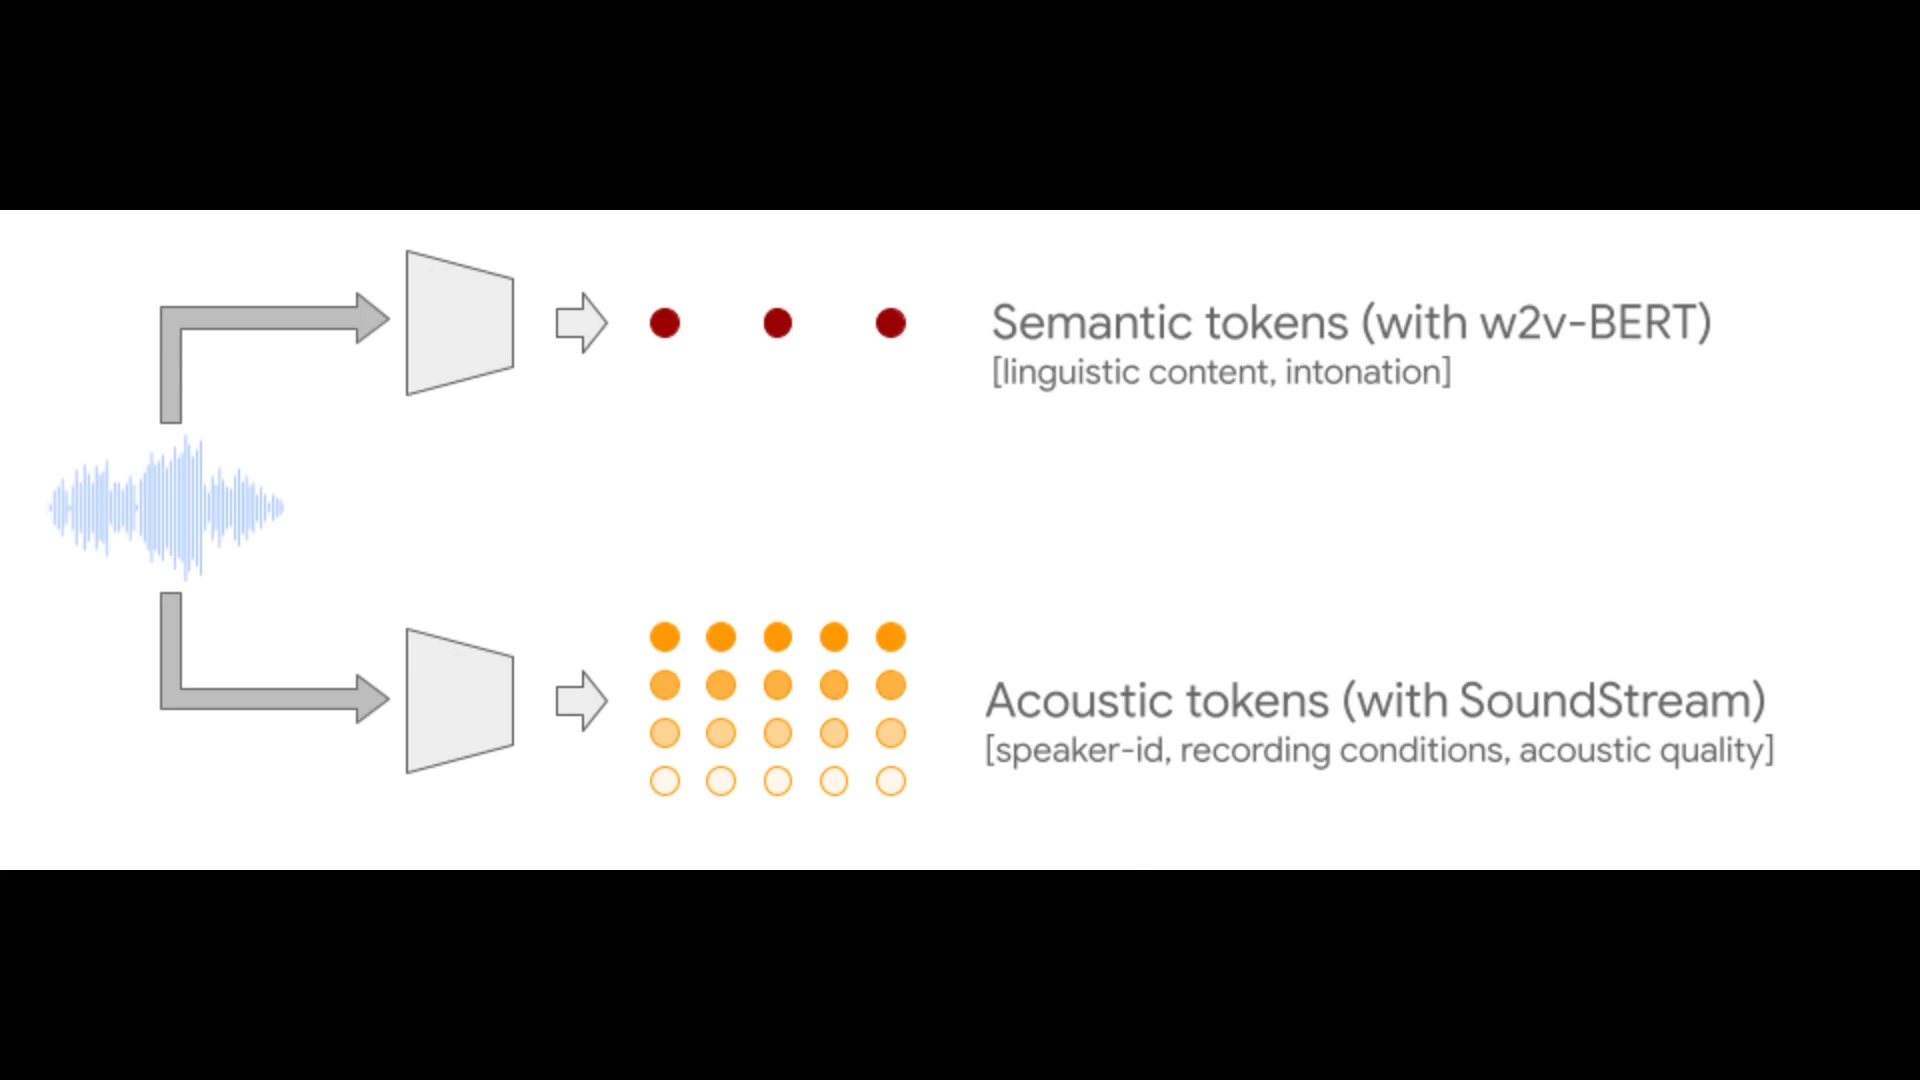 Semantic tokens (with w2v-BERT)
[linguistic content, intonation]
Acoustic tokens (with SoundStream)
[speaker-id, recording conditions, acoustic quality]